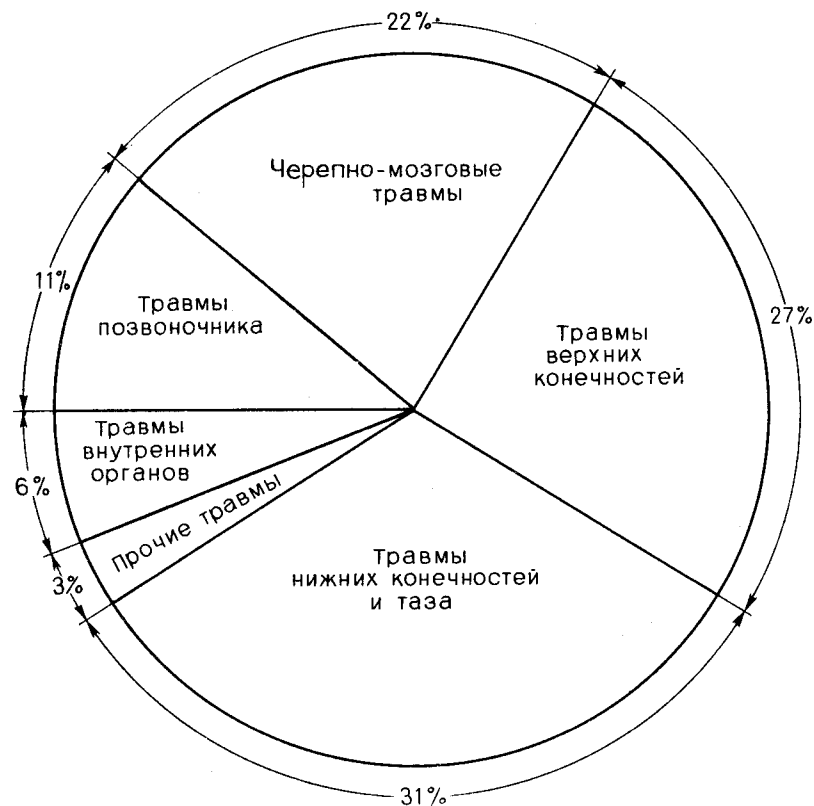 22%
Черепно-мозговые
травмы
11%
Травмы
позвоночника
27%
Травмы
верхних
конечностей
Травмы
внутренних
органов
6%
Прочие травмы
3%
Травмы
нижних конечностей
и таза
31%